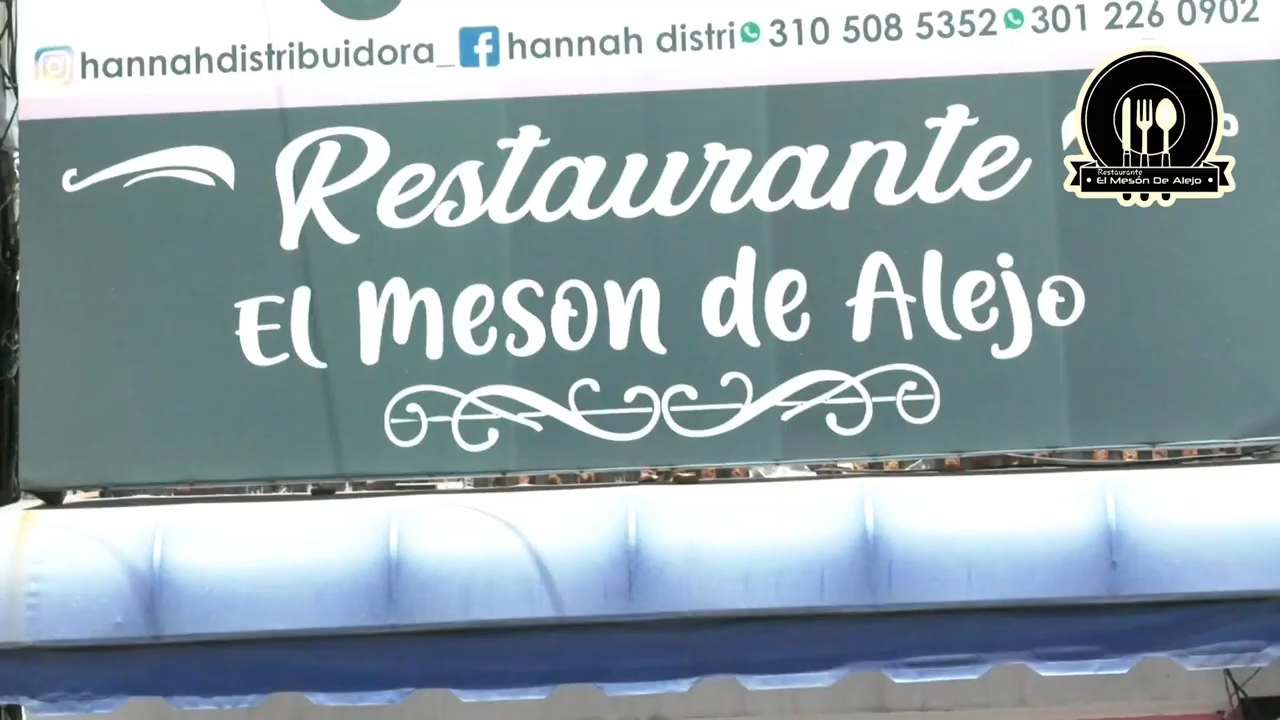 hannahdistribuidora_ hannah distri 310 508 5352 301 226 0902
Restaurante
El meson de Alejo
Restaurante
El Mesón De Alejo